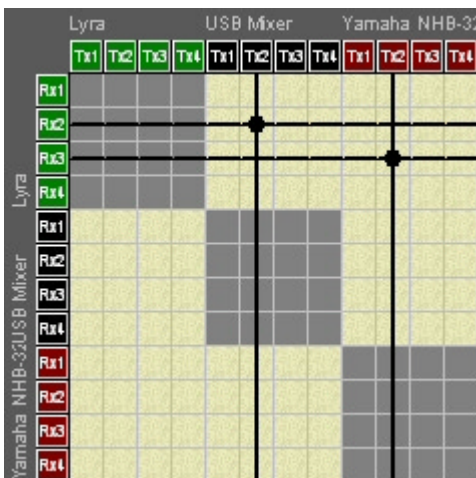 Lyra USB Mixer Yamaha NHB-32
Tx1 Tx2 Tx3 Tx4 Tx1 Tx2 Tx3 Tx4 Tx1 Tx2 Tx3 Tx4
Rx1
Rx2
Rx3
Rx4
Rx1
Rx2
Rx3
Rx4
Rx1
Rx2
Rx3
Rx4
Lyra
USB Mixer
Yamaha NHB-32